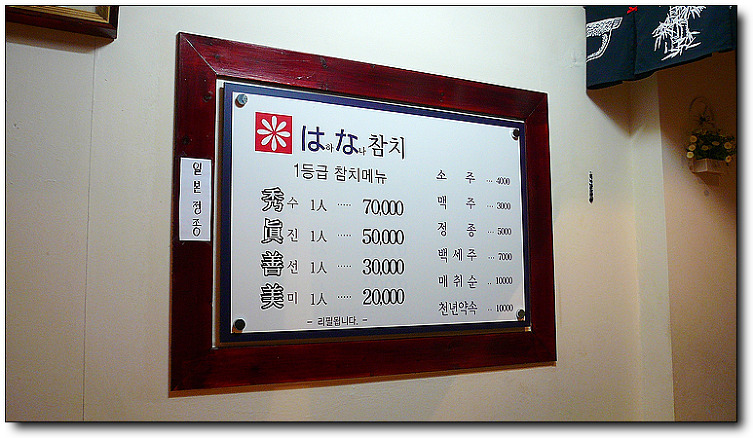 はな참치
하 나
1등급 참치메뉴
秀 수 1人 ····· 70,000
眞 진 1人 ····· 50,000
善 선 1人 ····· 30,000
美 미 1人 ····· 20,000
- 리필됩니다. -
소 주 ... 4000
맥 주 ... 3000
정 종 ... 5000
백세주 ... 7000
매취순 ... 10000
천년약속 ... 10000
일본정종